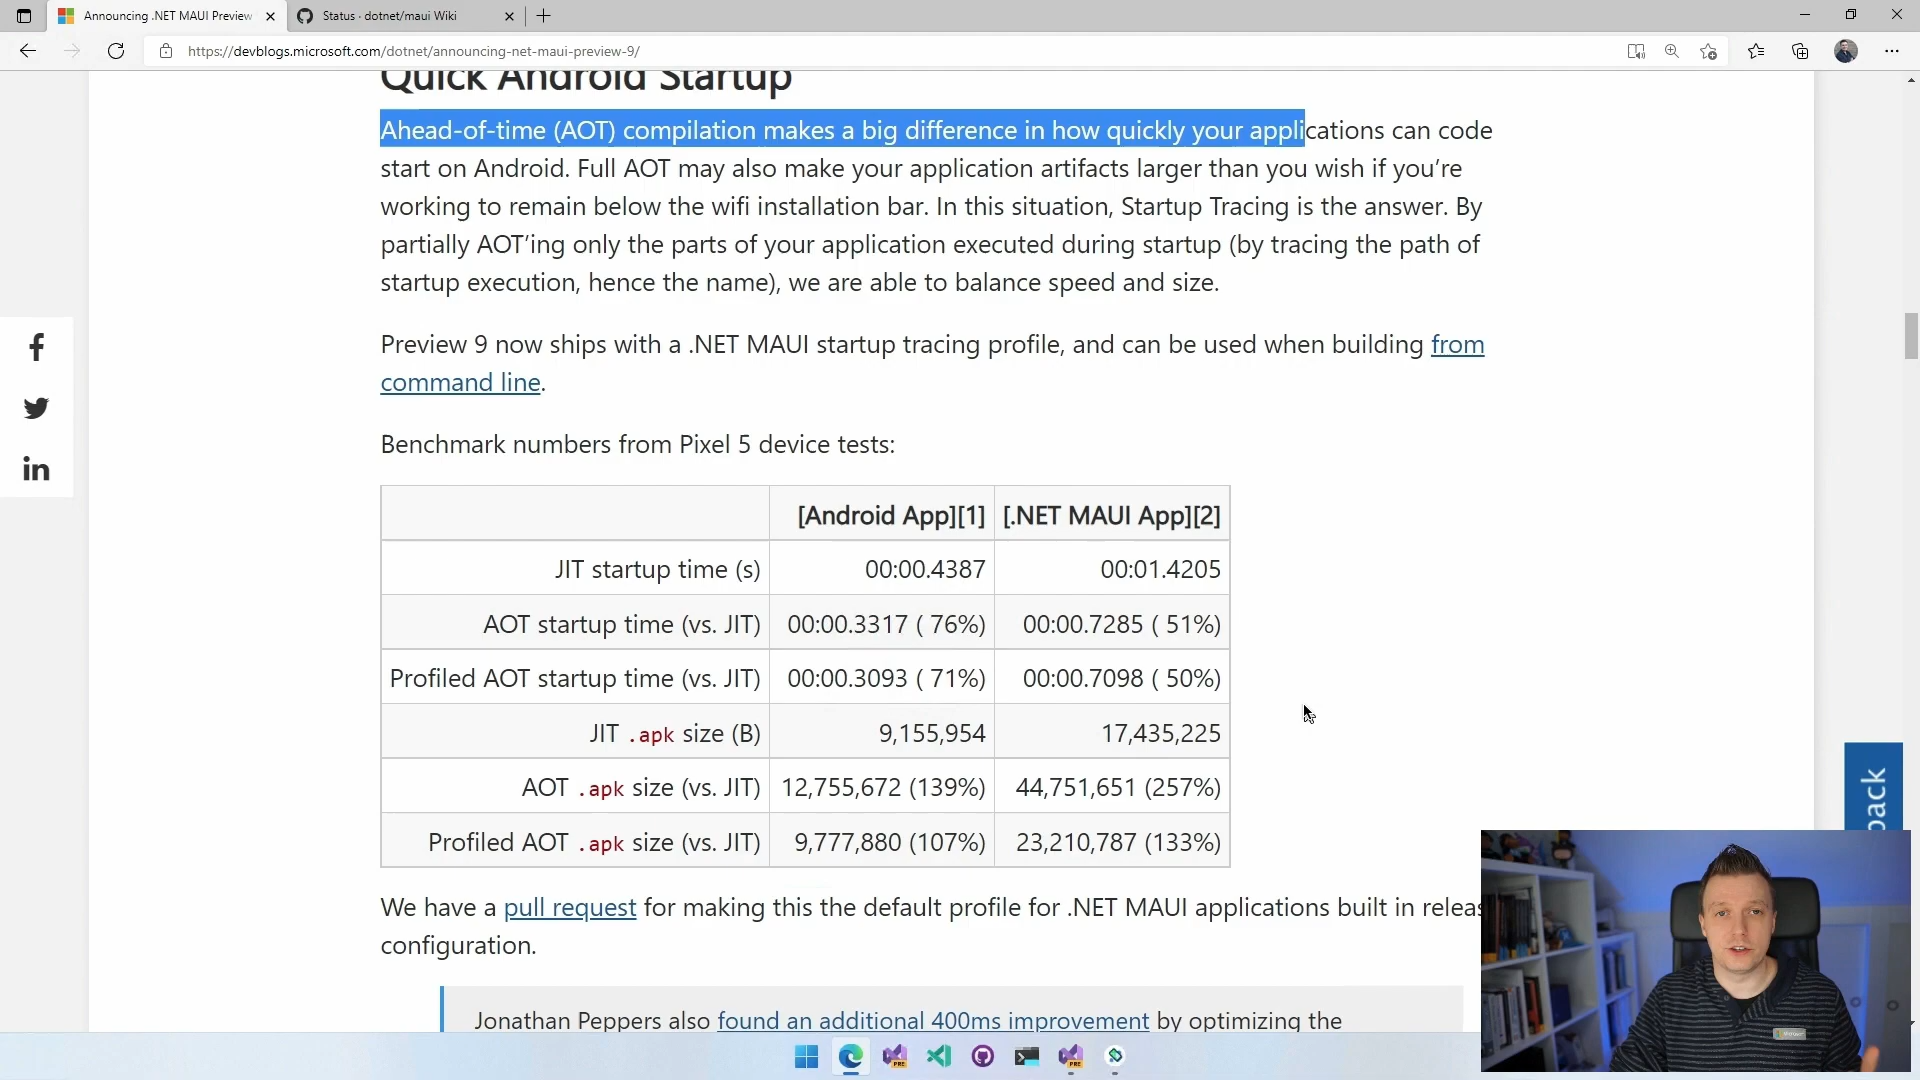 Announcing .NET MAUI Preview
Status · dotnet/maui Wiki
https://devblogs.microsoft.com/dotnet/announcing-net-maui-preview-9/
Quick Android Startup
Ahead-of-time (AOT) compilation makes a big difference in how quickly your applications can code
start on Android. Full AOT may also make your application artifacts larger than you wish if you’re
working to remain below the wifi installation bar. In this situation, Startup Tracing is the answer. By
partially AOT’ing only the parts of your application executed during startup (by tracing the path of
startup execution, hence the name), we are able to balance speed and size.
Preview 9 now ships with a .NET MAUI startup tracing profile, and can be used when building from
command line.
Benchmark numbers from Pixel 5 device tests:
[Android App][1] [.NET MAUI App][2]
JIT startup time (s) 00:00.4387 00:01.4205
AOT startup time (vs. JIT) 00:00.3317 ( 76%) 00:00.7285 ( 51%)
Profiled AOT startup time (vs. JIT) 00:00.3093 ( 71%) 00:00.7098 ( 50%)
JIT .apk size (B) 9,155,954 17,435,225
AOT .apk size (vs. JIT) 12,755,672 (139%) 44,751,651 (257%)
Profiled AOT .apk size (vs. JIT) 9,777,880 (107%) 23,210,787 (133%)
We have a pull request for making this the default profile for .NET MAUI applications built in releas
configuration.
Jonathan Peppers also found an additional 400ms improvement by optimizing the
back